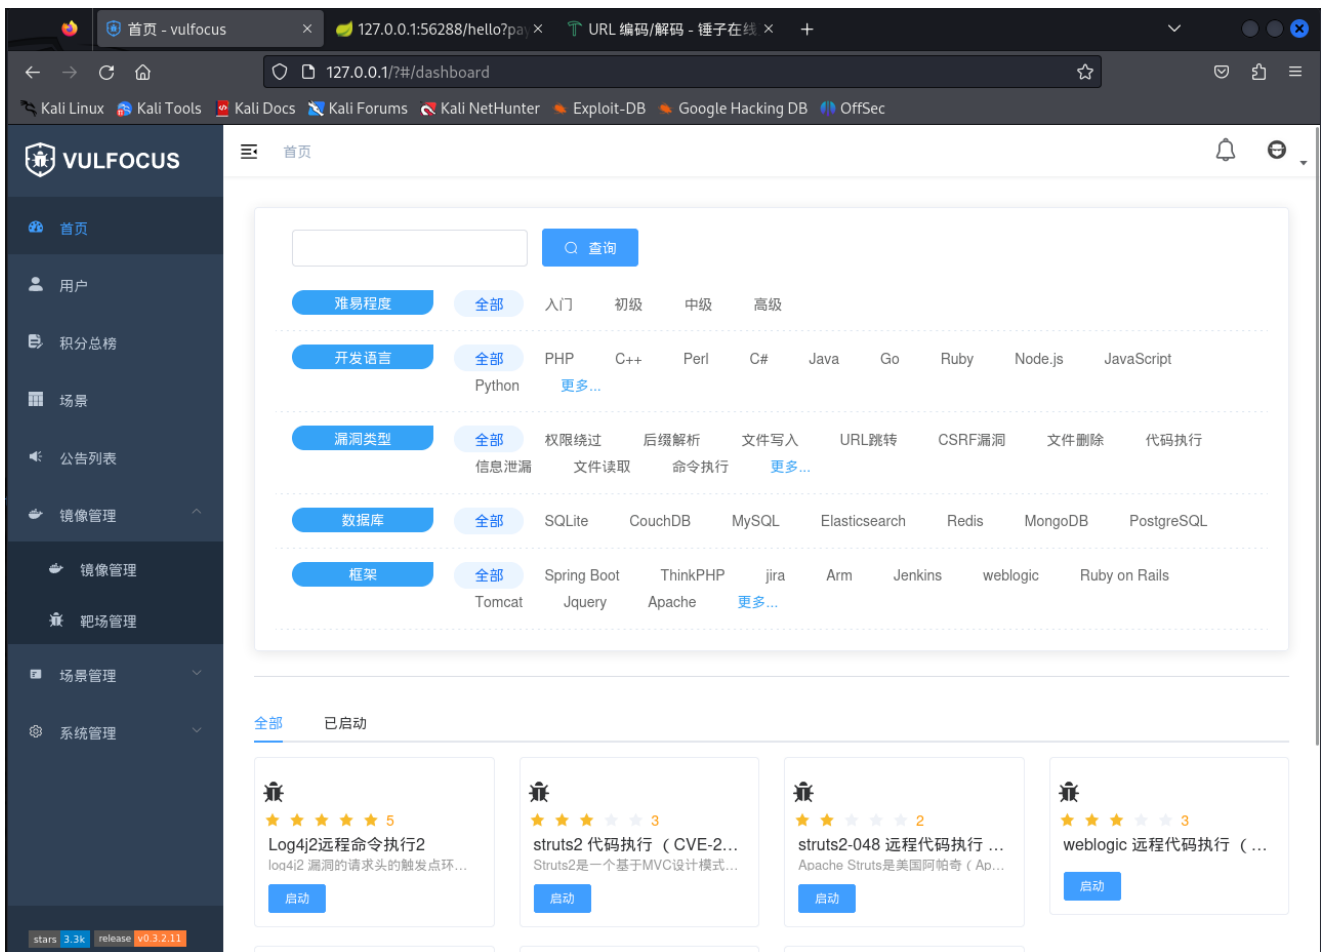 首页 - vulfocus
127.0.0.1:56288/hello?pay
URL 编码/解码 - 锤子在线
127.0.0.1/?#/dashboard
Kali Linux Kali Tools Kali Docs Kali Forums Kali NetHunter Exploit-DB Google Hacking DB OffSec
VULFOCUS
首页
用户
积分总榜
场景
公告列表
镜像管理
镜像管理
靶场管理
场景管理
系统管理
stars 3.3k release v0.3.2.11
首页
查询
难易程度 全部 入门 初级 中级 高级
开发语言 全部 PHP C++ Perl C# Java Go Ruby Node.js JavaScript
Python 更多...
漏洞类型 全部 权限绕过 后缀解析 文件写入 URL跳转 CSRF漏洞 文件删除 代码执行
信息泄漏 文件读取 命令执行 更多...
数据库 全部 SQLite CouchDB MySQL Elasticsearch Redis MongoDB PostgreSQL
框架 全部 Spring Boot ThinkPHP jira Arm Jenkins weblogic Ruby on Rails
Tomcat Jquery Apache 更多...
全部 已启动
5
Log4j2远程命令执行2
log4j2 漏洞的请求头的触发点环...
启动
3
struts2 代码执行 （CVE-2...
Struts2是一个基于MVC设计模式...
启动
2
struts2-048 远程代码执行 ...
Apache Struts是美国阿帕奇（Ap...
启动
3
weblogic 远程代码执行 （...
启动